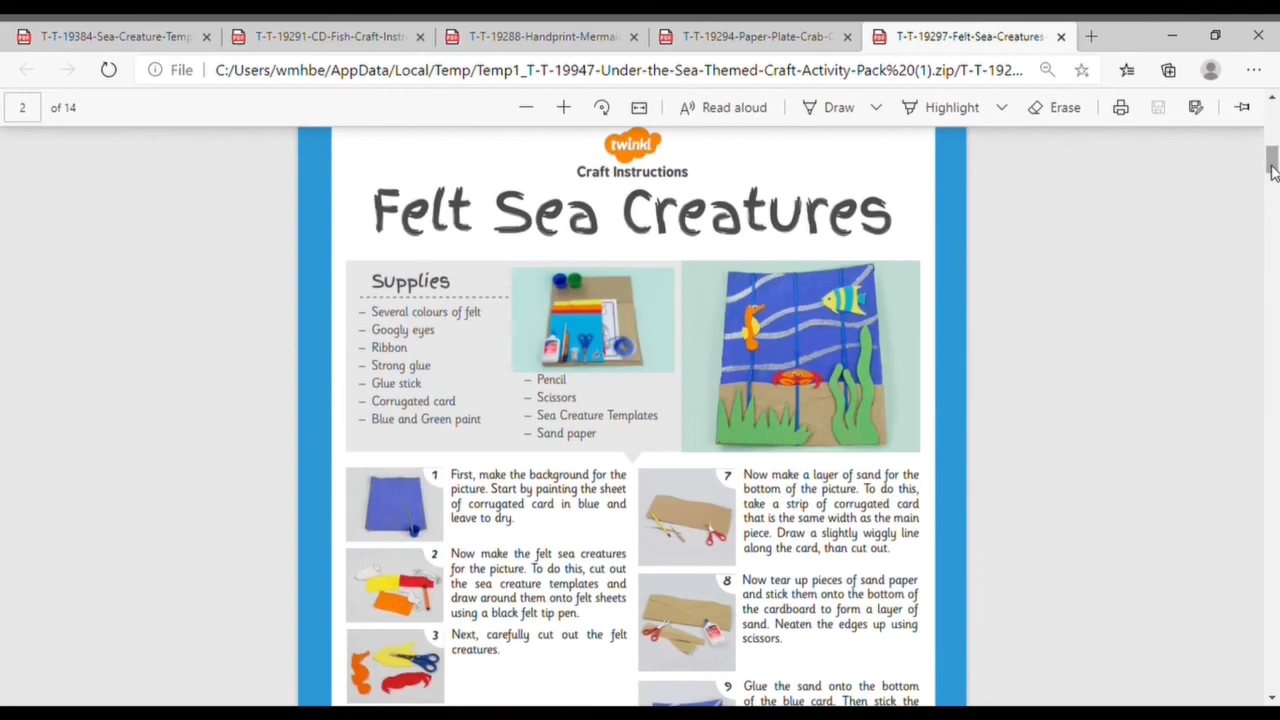 T-T-19384-Sea-Creature-Temp
T-T-19291-CD-Fish-Craft-Instr
T-T-19288-Handprint-Mermai
T-T-19294-Paper-Plate-Crab-C
T-T-19297-Felt-Sea-Creatures-
File
C:/Users/wmhbe/AppData/Local/Temp/Temp1_T-T-19947-Under-the-Sea-Themed-Craft-Activity-Pack%20(1).zip/T-T-192...
2 of 14
Read aloud
Draw
Highlight
Erase
twinkl
Craft Instructions
Felt Sea Creatures
Supplies
– Several colours of felt
– Googly eyes
– Ribbon
– Strong glue
– Glue stick
– Corrugated card
– Blue and Green paint
– Pencil
– Scissors
– Sea Creature Templates
– Sand paper
1 First, make the background for the
picture. Start by painting the sheet
of corrugated card in blue and
leave to dry.
2 Now make the felt sea creatures
for the picture. To do this, cut out
the sea creature templates and
draw around them onto felt sheets
using a black felt tip pen.
3 Next, carefully cut out the felt
creatures.
7 Now make a layer of sand for the
bottom of the picture. To do this,
take a strip of corrugated card
that is the same width as the main
piece. Draw a slightly wiggly line
along the card, than cut out.
8 Now tear up pieces of sand paper
and stick them onto the bottom of
the cardboard to form a layer of
sand. Neaten the edges up using
scissors.
9 Glue the sand onto the bottom
of the blue card. Then stick the